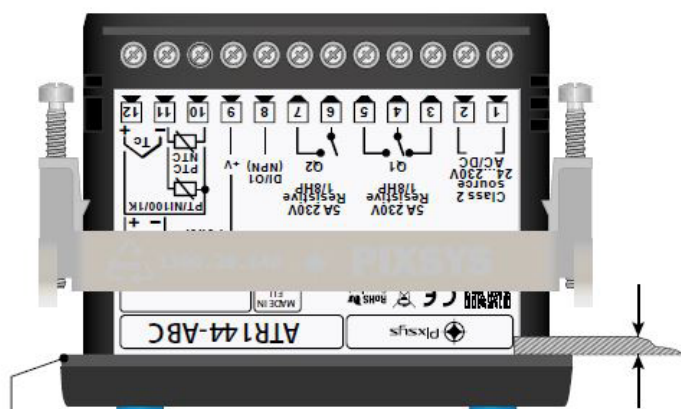 12 11 10 9 8 7 6 5 4 3 2 1
+ Tc −
NTC
PTC
PT/NI100/1K
+ −
+V
DI/O1
(NPN)
Q2
5A 230V
Resistive
1/8HP
Q1
5A 230V
Resistive
1/8HP
24...230V
AC/DC
Class 2
source
PIXSYS
MADE IN
EU
RoHS
CE
ATR144-ABC
Pixsys